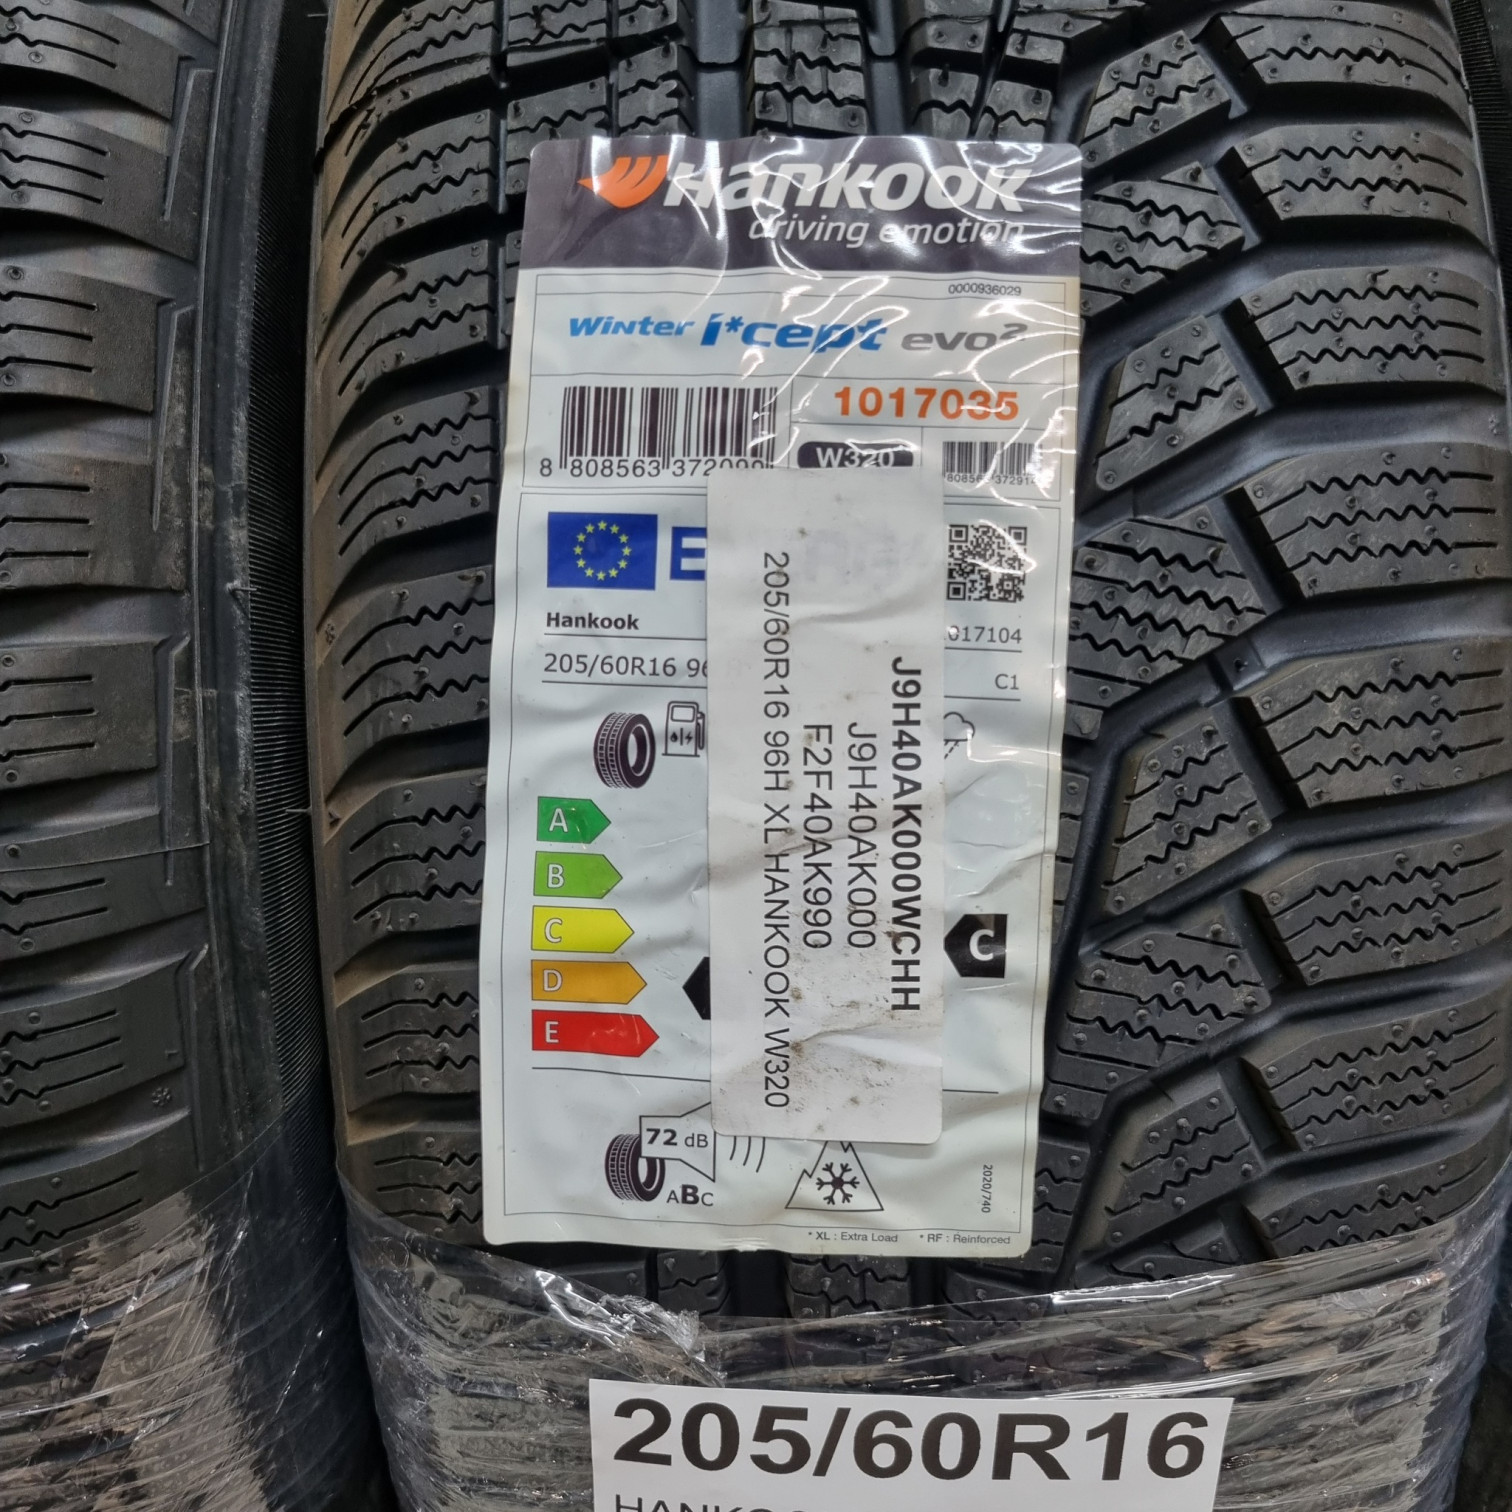 Hankook
driving emotion
0000936029
Winter i*cept evo2
1017035
8 808563
W320
E
Hankook
017104
205/60R16 96
C1
A
B
C
D
E
C
72 dB
ABC
2020/740
* XL : Extra Load * RF : Reinforced
J9H40AK000WCHH
J9H40AK000
F2F40AK990
205/60R16 96H XL HANKOOK W320
205/60R16